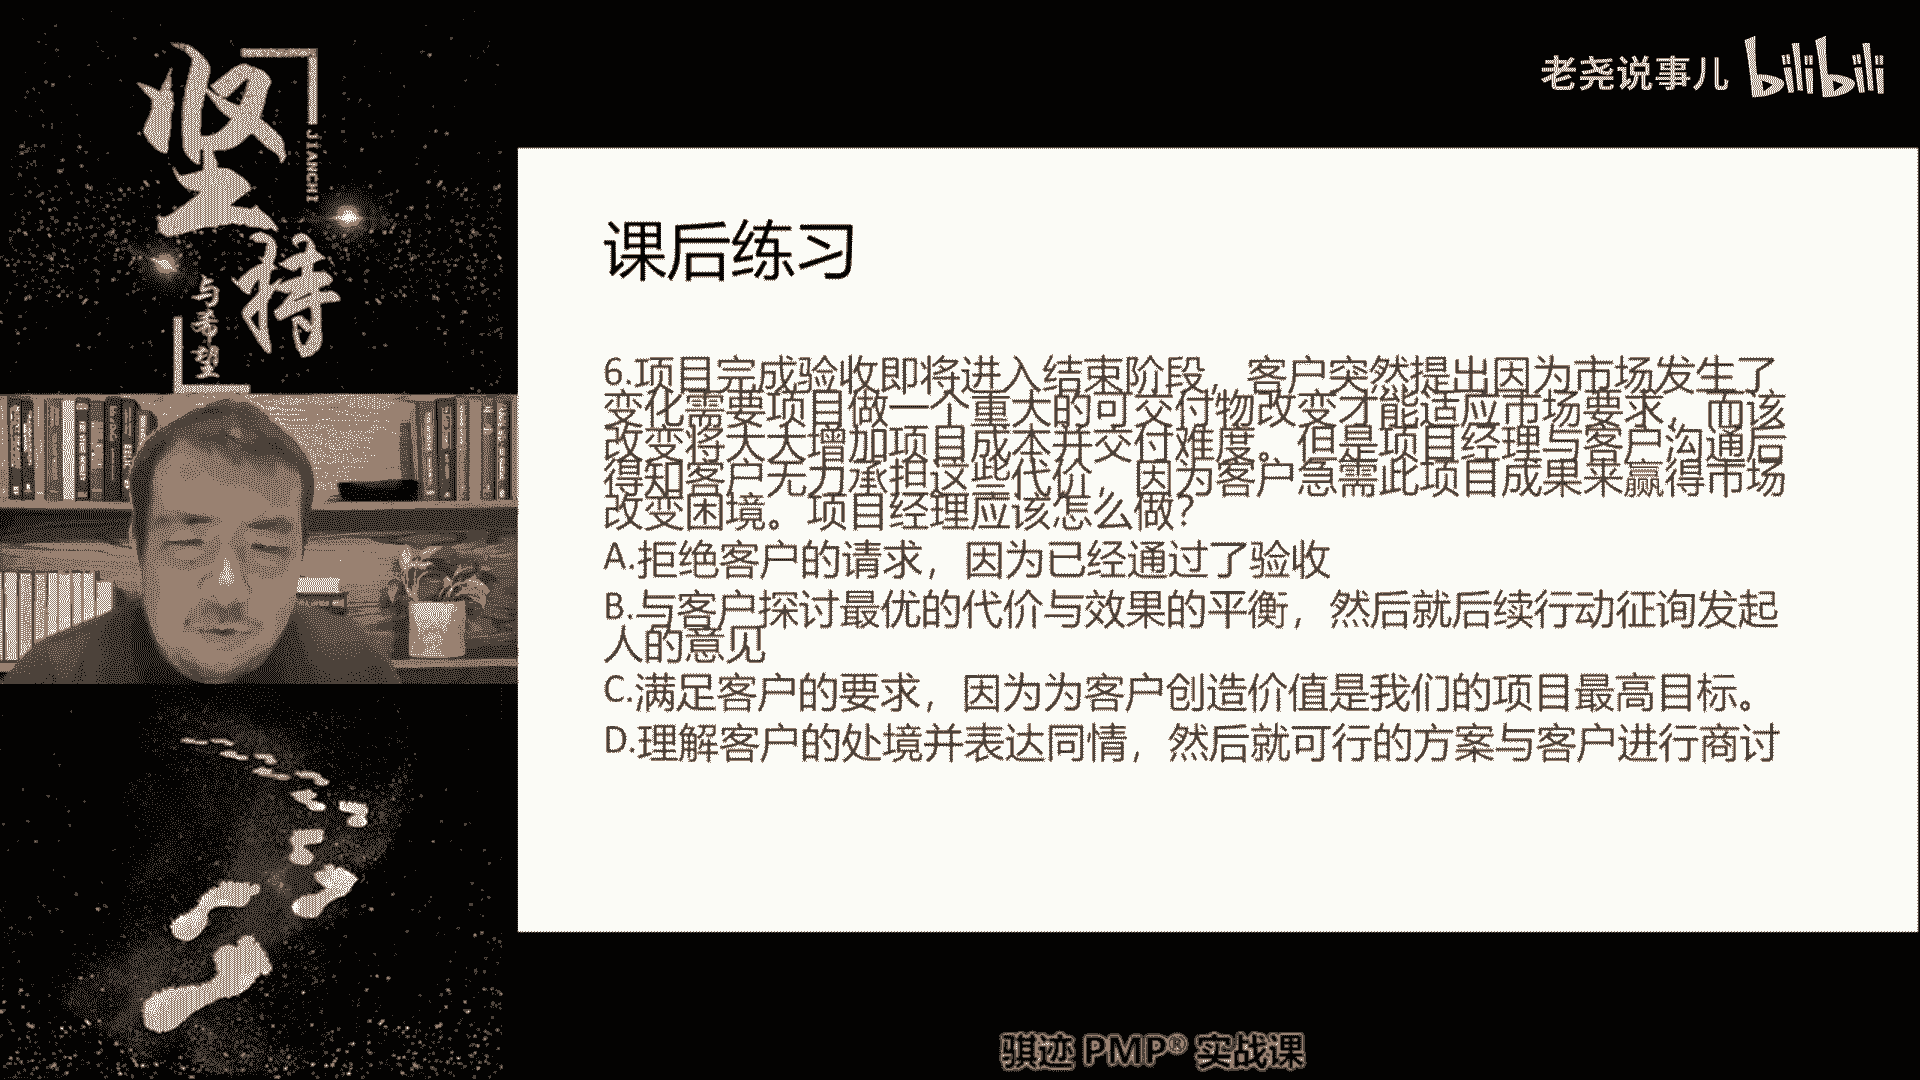 坚持
JIANCHI
与希望
老尧说事儿 bilibili
课后练习
6.项目完成验收即将进入结束阶段，客户突然提出因为市场发生了
变化需要项目做一个重大的可交付物改变才能适应市场要求，而该
改变将大大增加项目成本并交付难度。但是项目经理与客户沟通后
得知客户无力承担这些代价，因为客户急需此项目成果来赢得市场
改变困境。项目经理应该怎么做？
A.拒绝客户的请求，因为已经通过了验收
B.与客户探讨最优的代价与效果的平衡，然后就后续行动征询发起
人的意见
C.满足客户的要求，因为为客户创造价值是我们的项目最高目标。
D.理解客户的处境并表达同情，然后就可行的方案与客户进行商讨
骐迹 PMP® 实战课